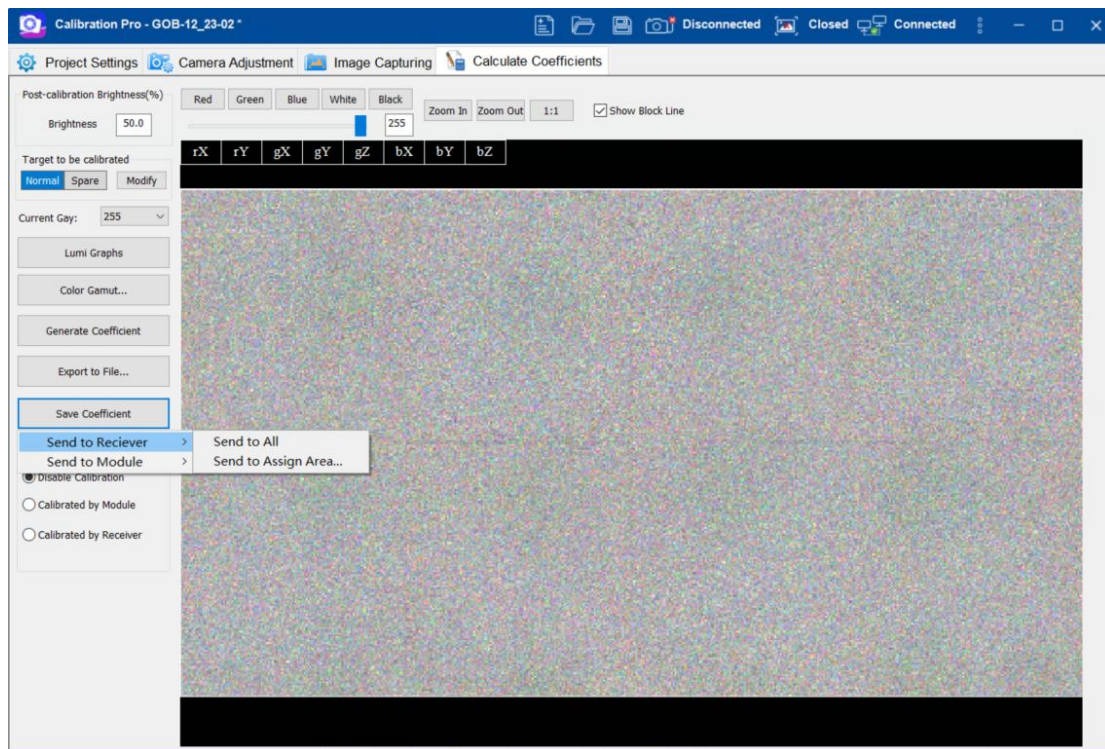 Calibration Pro - GOB-12_23-02 *
Disconnected
Closed
Connected
Project Settings
Camera Adjustment
Image Capturing
Calculate Coefficients
Post-calibration Brightness(%)
Brightness 50.0
Target to be calibrated
Normal Spare Modify
Current Gay: 255
Lumi Graphs
Color Gamut...
Generate Coefficient
Export to File...
Save Coefficient
Send to Reciever >
Send to Module >
Send to All
Send to Assign Area...
Disable Calibration
Calibrated by Module
Calibrated by Receiver
Red Green Blue White Black
255
Zoom In Zoom Out 1:1 Show Block Line
rX rY gX gY gZ bX bY bZ